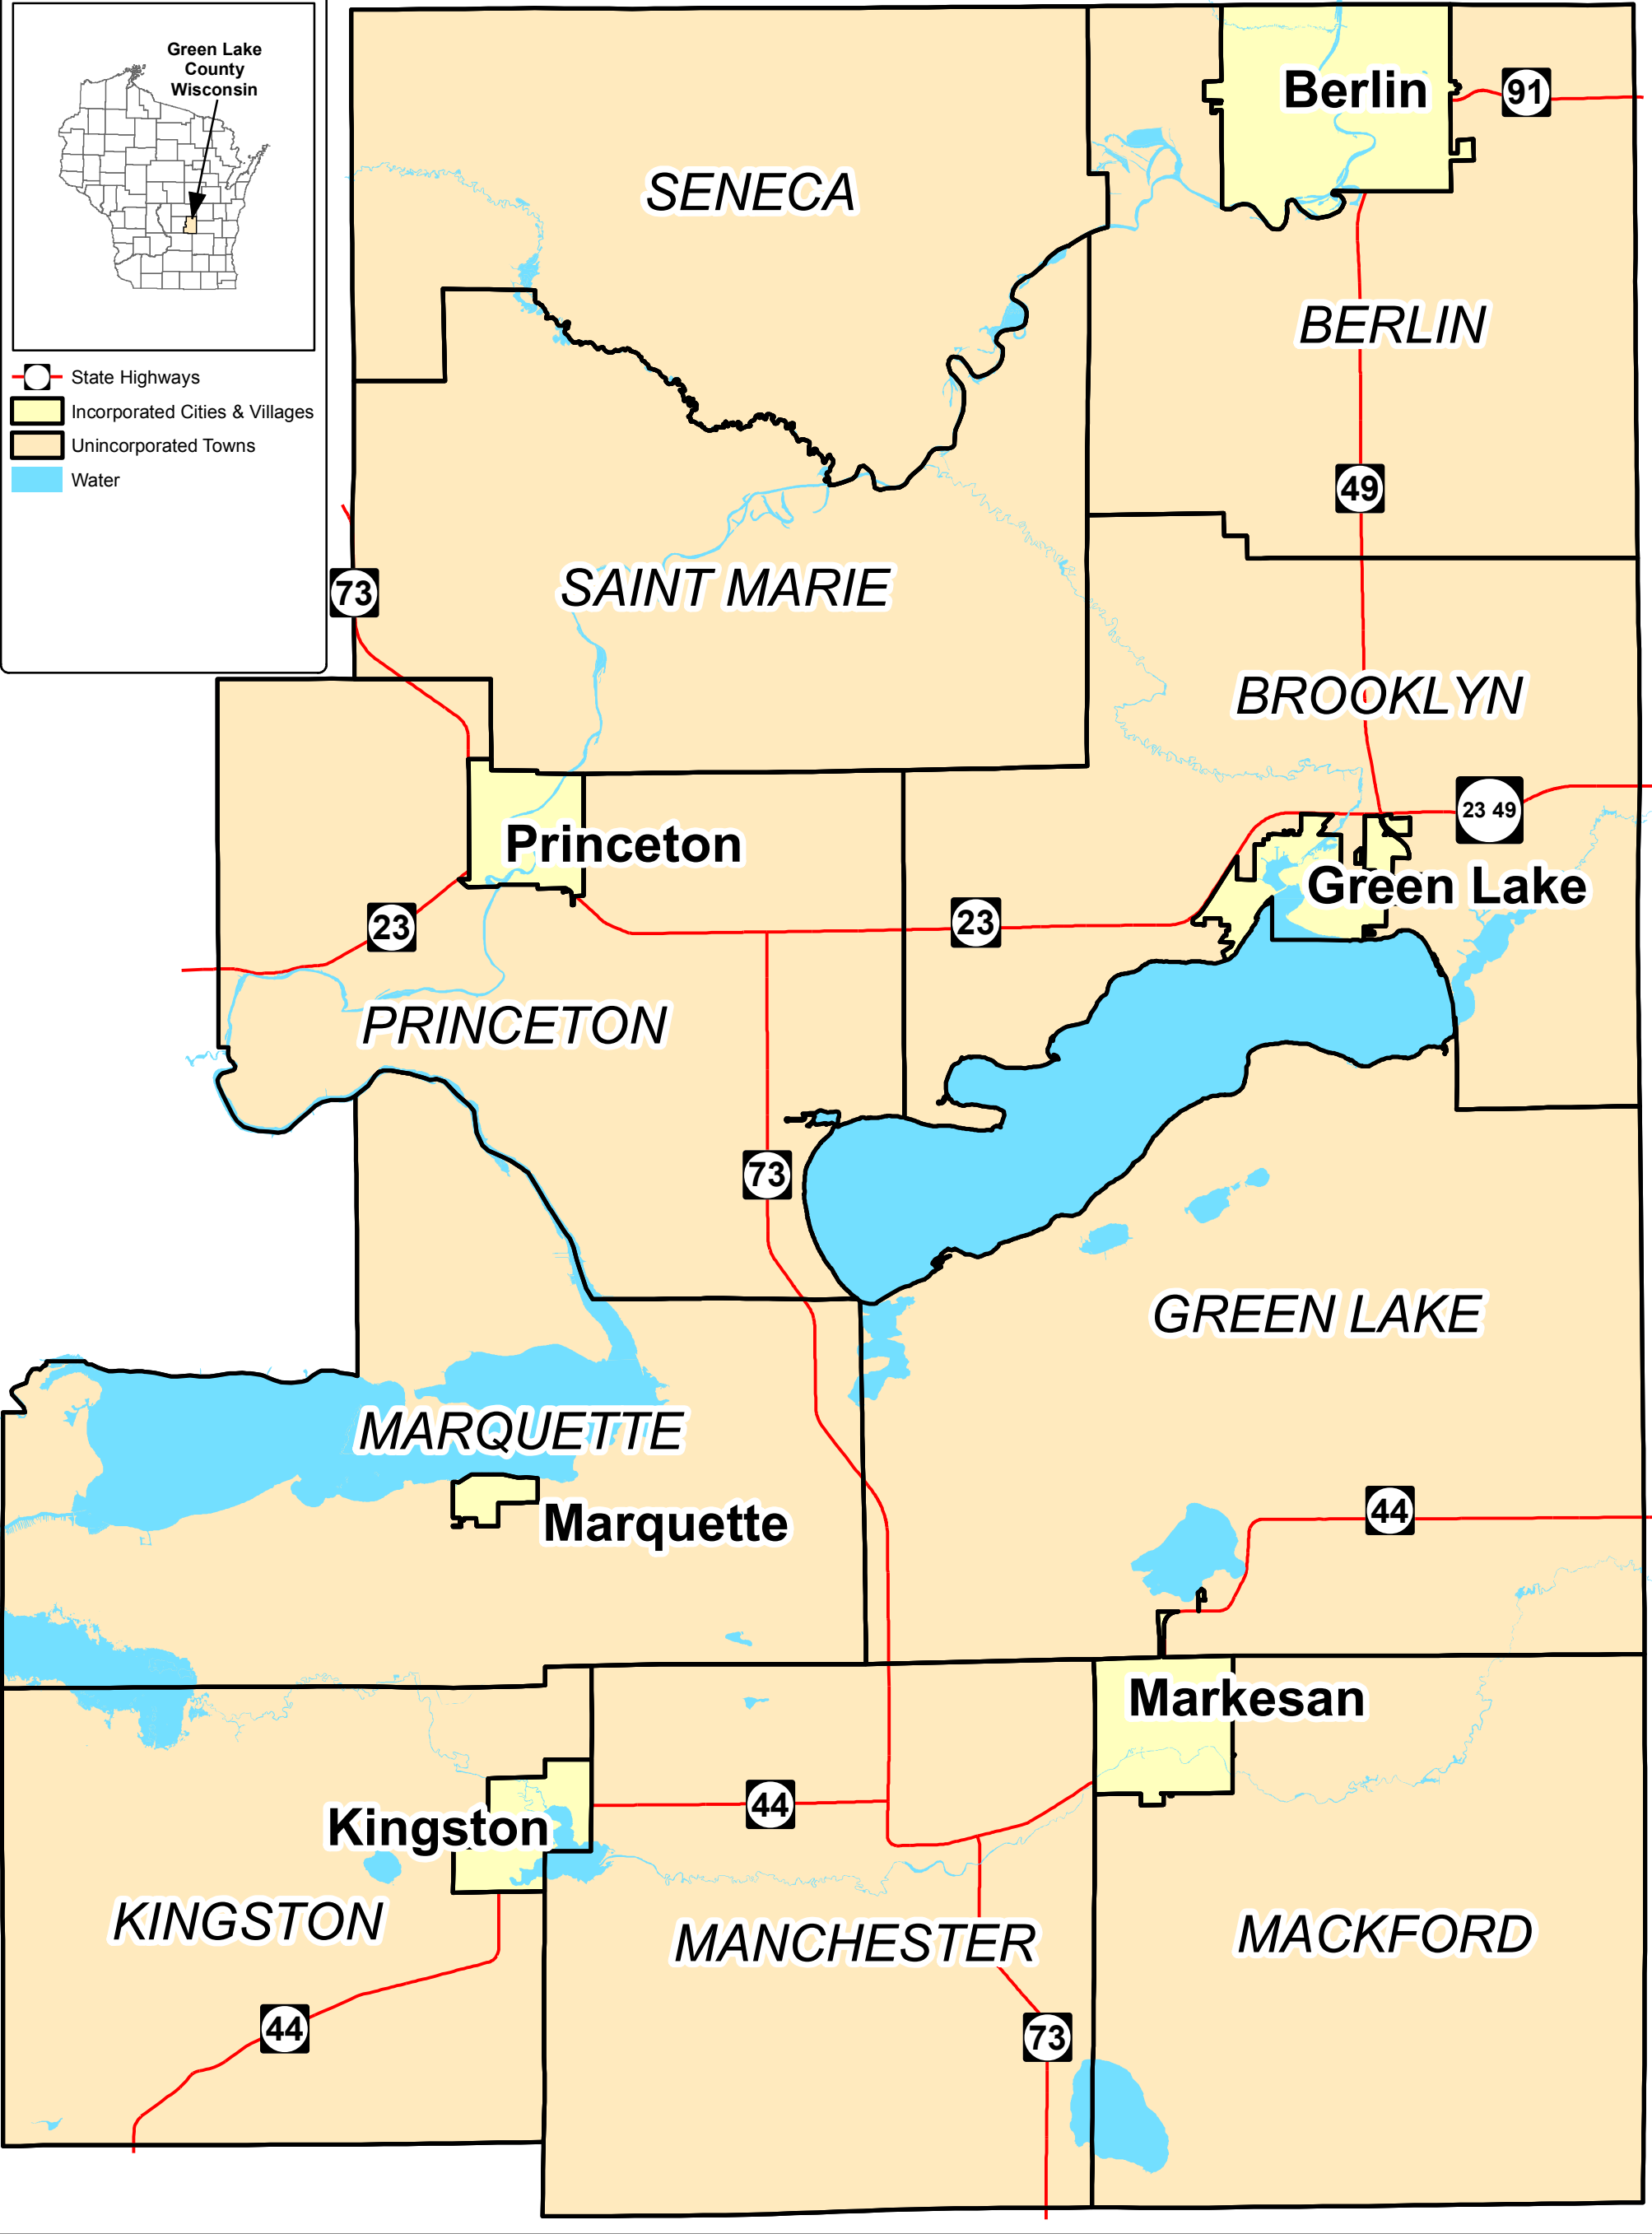 Green Lake
County
Wisconsin
State Highways
Incorporated Cities & Villages
Unincorporated Towns
Water
Berlin
91
SENECA
BERLIN
49
73
SAINT MARIE
BROOKLYN
23 49
Princeton
Green Lake
23
23
PRINCETON
73
GREEN LAKE
MARQUETTE
Marquette
44
Markesan
44
Kingston
KINGSTON
MANCHESTER
MACKFORD
44
73